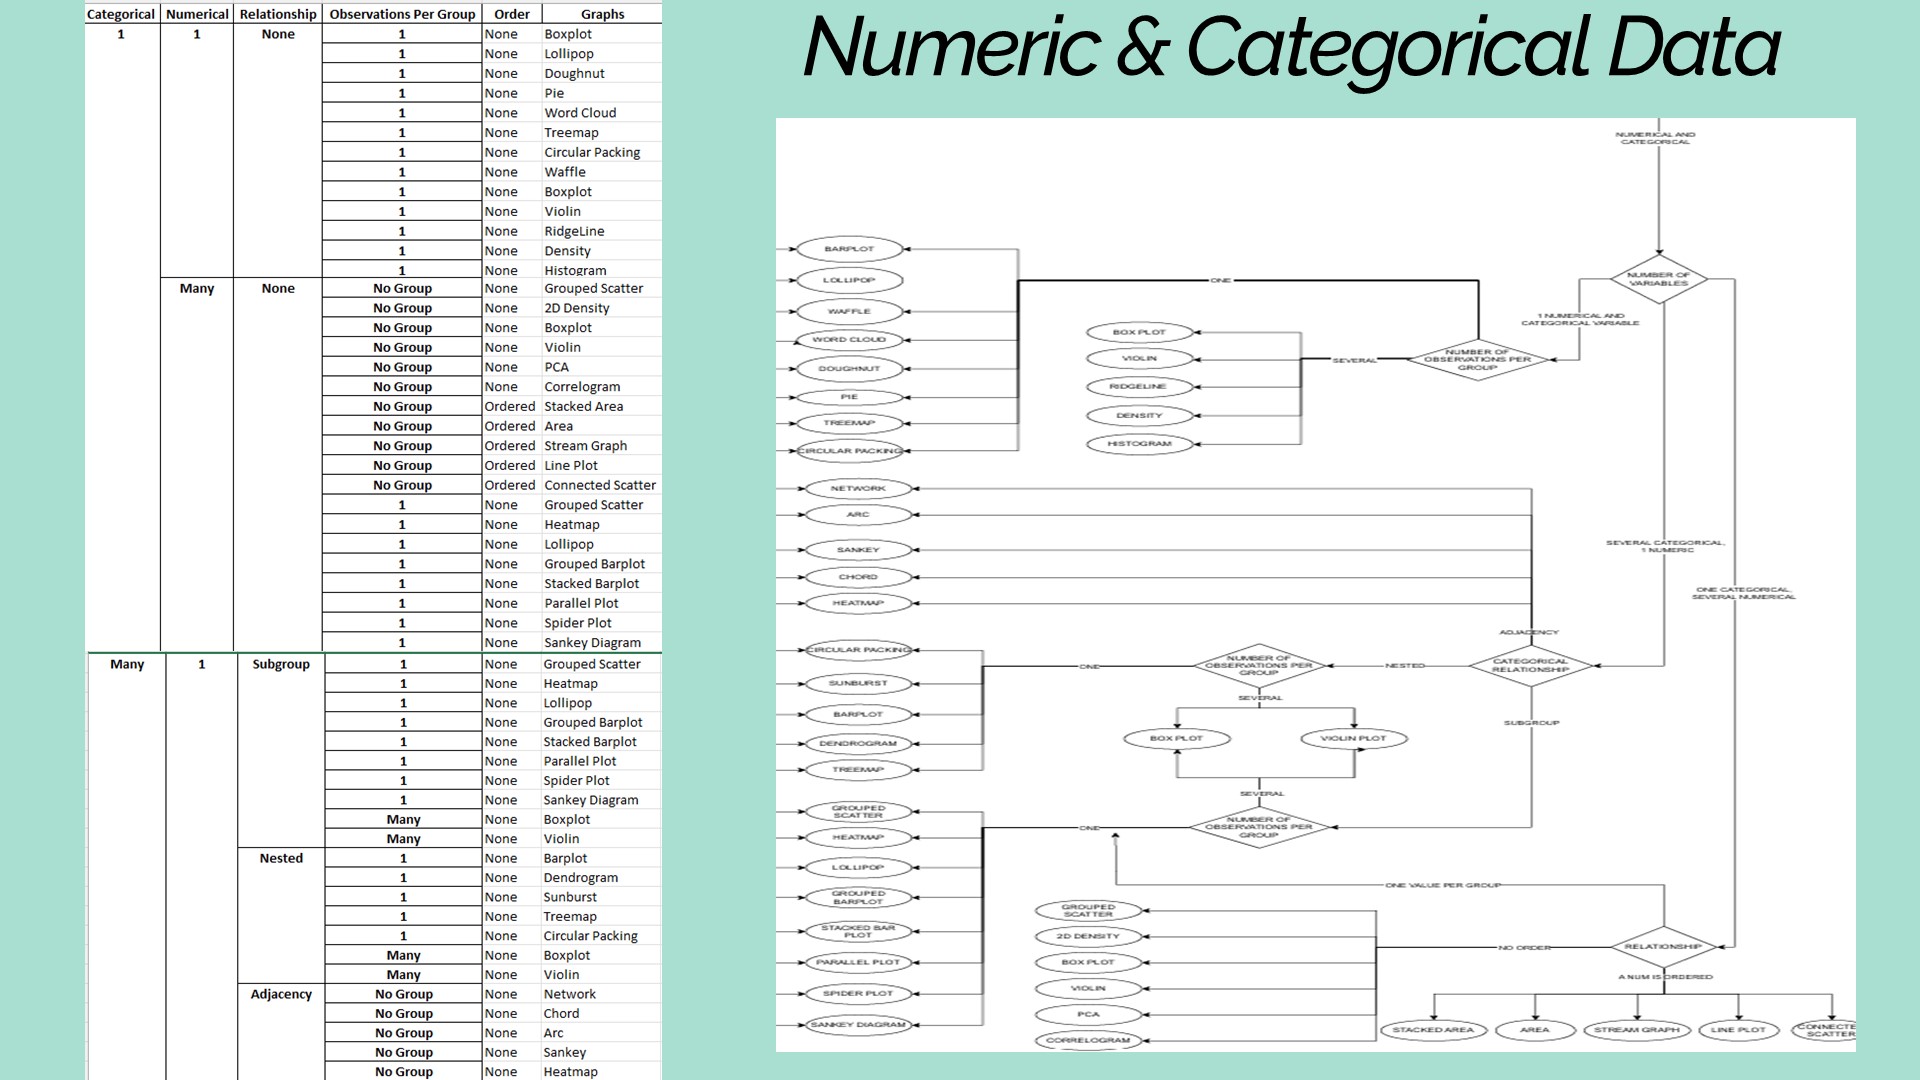 Numeric & Categorical Data
Categorical Numerical Relationship Observations Per Group Order Graphs
1 1 None 1 None Boxplot
1 None Lollipop
1 None Doughnut
1 None Pie
1 None Word Cloud
1 None Treemap
1 None Circular Packing
1 None Waffle
1 None Boxplot
1 None Violin
1 None RidgeLine
1 None Density
1 None Histogram
Many None No Group None Grouped Scatter
No Group None 2D Density
No Group None Boxplot
No Group None Violin
No Group None PCA
No Group None Correlogram
No Group Ordered Stacked Area
No Group Ordered Area
No Group Ordered Stream Graph
No Group Ordered Line Plot
No Group Ordered Connected Scatter
1 None Grouped Scatter
1 None Heatmap
1 None Lollipop
1 None Grouped Barplot
1 None Stacked Barplot
1 None Parallel Plot
1 None Spider Plot
1 None Sankey Diagram
Many 1 Subgroup 1 None Grouped Scatter
1 None Heatmap
1 None Lollipop
1 None Grouped Barplot
1 None Stacked Barplot
1 None Parallel Plot
1 None Spider Plot
1 None Sankey Diagram
Many None Boxplot
Many None Violin
Nested 1 None Barplot
1 None Dendrogram
1 None Sunburst
1 None Treemap
1 None Circular Packing
Many None Boxplot
Many None Violin
Adjacency No Group None Network
No Group None Chord
No Group None Arc
No Group None Sankey
No Group None Heatmap
NUMERICAL AND
CATEGORICAL
NUMBER OF
VARIABLES
1 NUMERICAL AND
CATEGORICAL VARIABLE
NUMBER OF
OBSERVATIONS PER
GROUP
ONE
SEVERAL
BARPLOT
LOLLIPOP
WAFFLE
WORD CLOUD
DOUGHNUT
PIE
TREEMAP
CIRCULAR PACKING
BOX PLOT
VIOLIN
RIDGELINE
DENSITY
HISTOGRAM
NETWORK
ARC
SANKEY
CHORD
HEATMAP
SEVERAL CATEGORICAL,
1 NUMERIC
ONE CATEGORICAL,
SEVERAL NUMERICAL
ADJACENCY
CATEGORICAL
RELATIONSHIP
NESTED
NUMBER OF
OBSERVATIONS PER
GROUP
ONE
SEVERAL
CIRCULAR PACKING
SUNBURST
BARPLOT
DENDROGRAM
TREEMAP
SUBGROUP
BOX PLOT
VIOLIN PLOT
SEVERAL
NUMBER OF
OBSERVATIONS PER
GROUP
ONE
GROUPED
SCATTER
HEATMAP
LOLLIPOP
GROUPED
BARPLOT
STACKED BAR
PLOT
PARALLEL PLOT
SPIDER PLOT
SANKEY DIAGRAM
ONE VALUE PER GROUP
RELATIONSHIP
NO ORDER
A NUM IS ORDERED
GROUPED
SCATTER
2D DENSITY
BOX PLOT
VIOLIN
PCA
CORRELOGRAM
STACKED AREA
AREA
STREAM GRAPH
LINE PLOT
CONNECTE
SCATTER